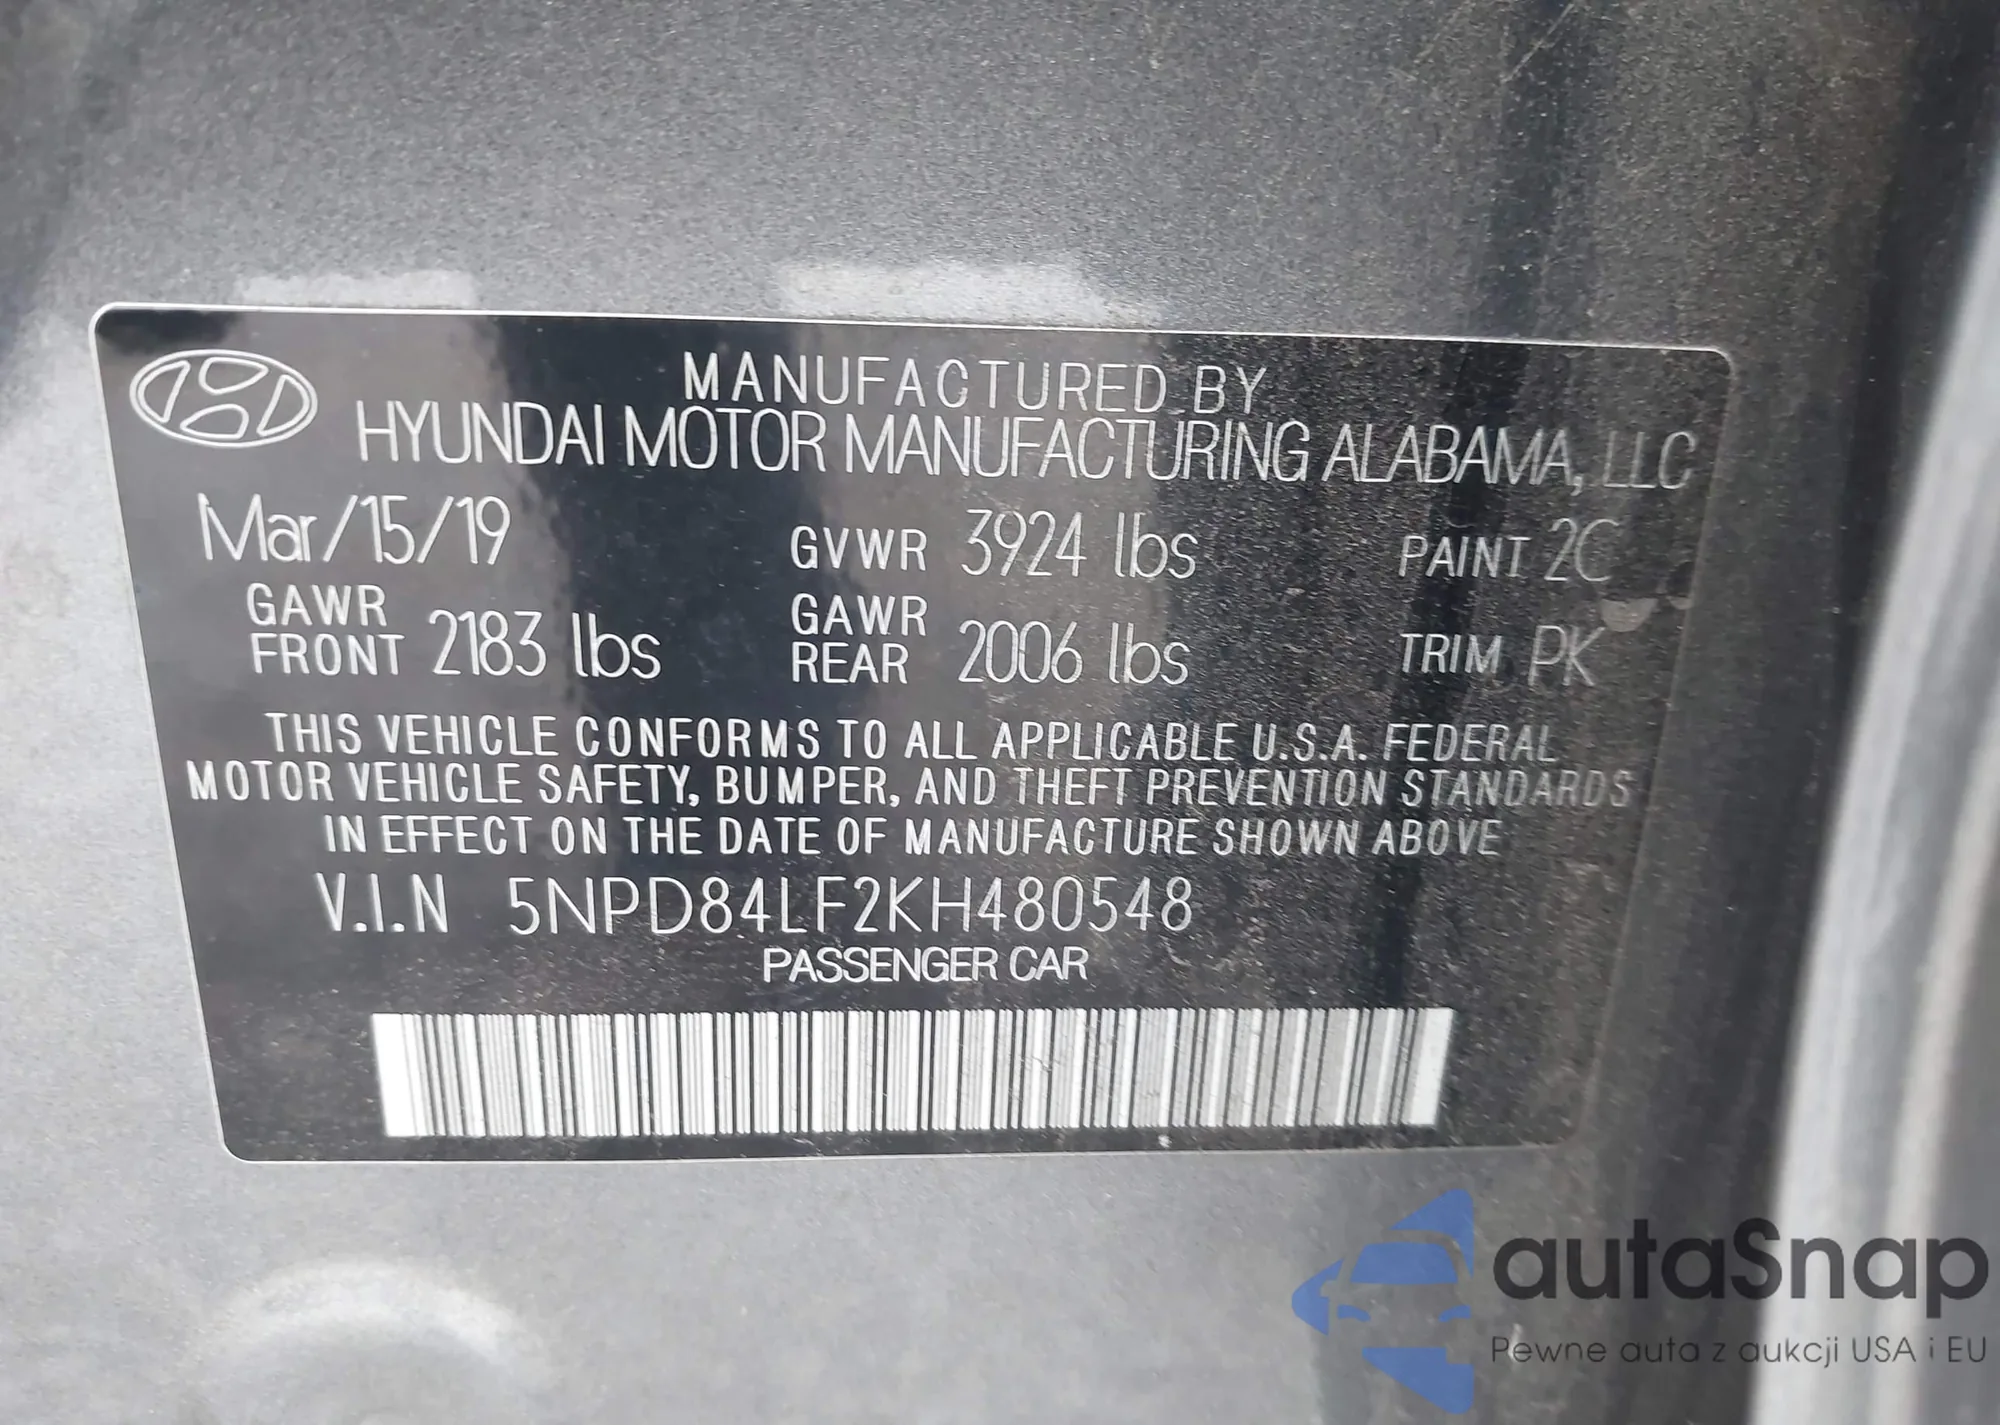 MANUFACTURED BY
HYUNDAI MOTOR MANUFACTURING ALABAMA, LLC
Mar/15/19 GVWR 3924 lbs PAINT 2C
GAWR FRONT 2183 lbs GAWR REAR 2006 lbs TRIM PK
THIS VEHICLE CONFORMS TO ALL APPLICABLE U.S.A. FEDERAL
MOTOR VEHICLE SAFETY, BUMPER, AND THEFT PREVENTION STANDARDS
IN EFFECT ON THE DATE OF MANUFACTURE SHOWN ABOVE
V.I.N 5NPD84LF2KH480548
PASSENGER CAR
autaSnap
Pewne auta z aukcji USA i EU